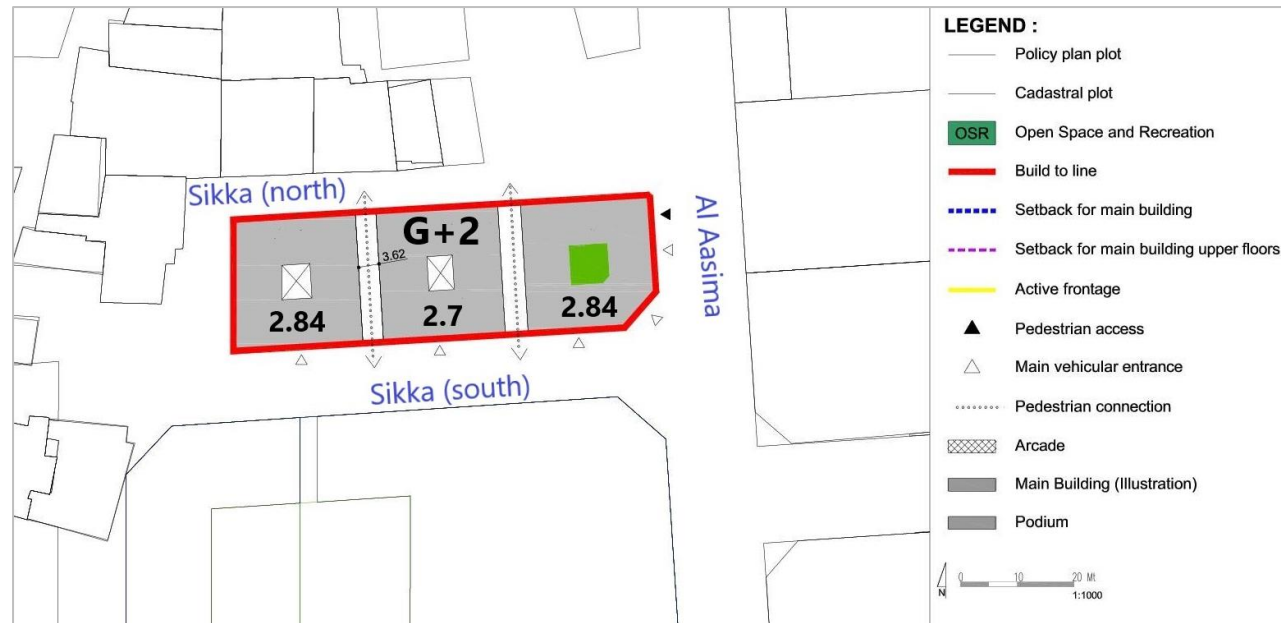 Sikka (north)
G+2
3.62
2.84
2.7
2.84
Al Aasima
Sikka (south)
LEGEND :
Policy plan plot
Cadastral plot
OSR Open Space and Recreation
Build to line
Setback for main building
Setback for main building upper floors
Active frontage
Pedestrian access
Main vehicular entrance
Pedestrian connection
Arcade
Main Building (Illustration)
Podium
N
0 10 20 Mt
1:1000